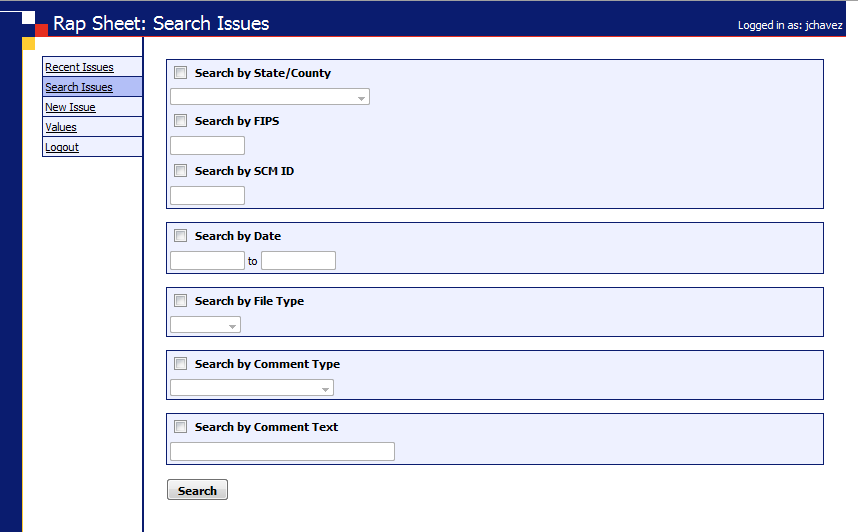 Rap Sheet: Search Issues
Logged in as: jchavez
Recent Issues
Search Issues
New Issue
Values
Logout
Search by State/County
Search by FIPS
Search by SCM ID
Search by Date
to
Search by File Type
Search by Comment Type
Search by Comment Text
Search